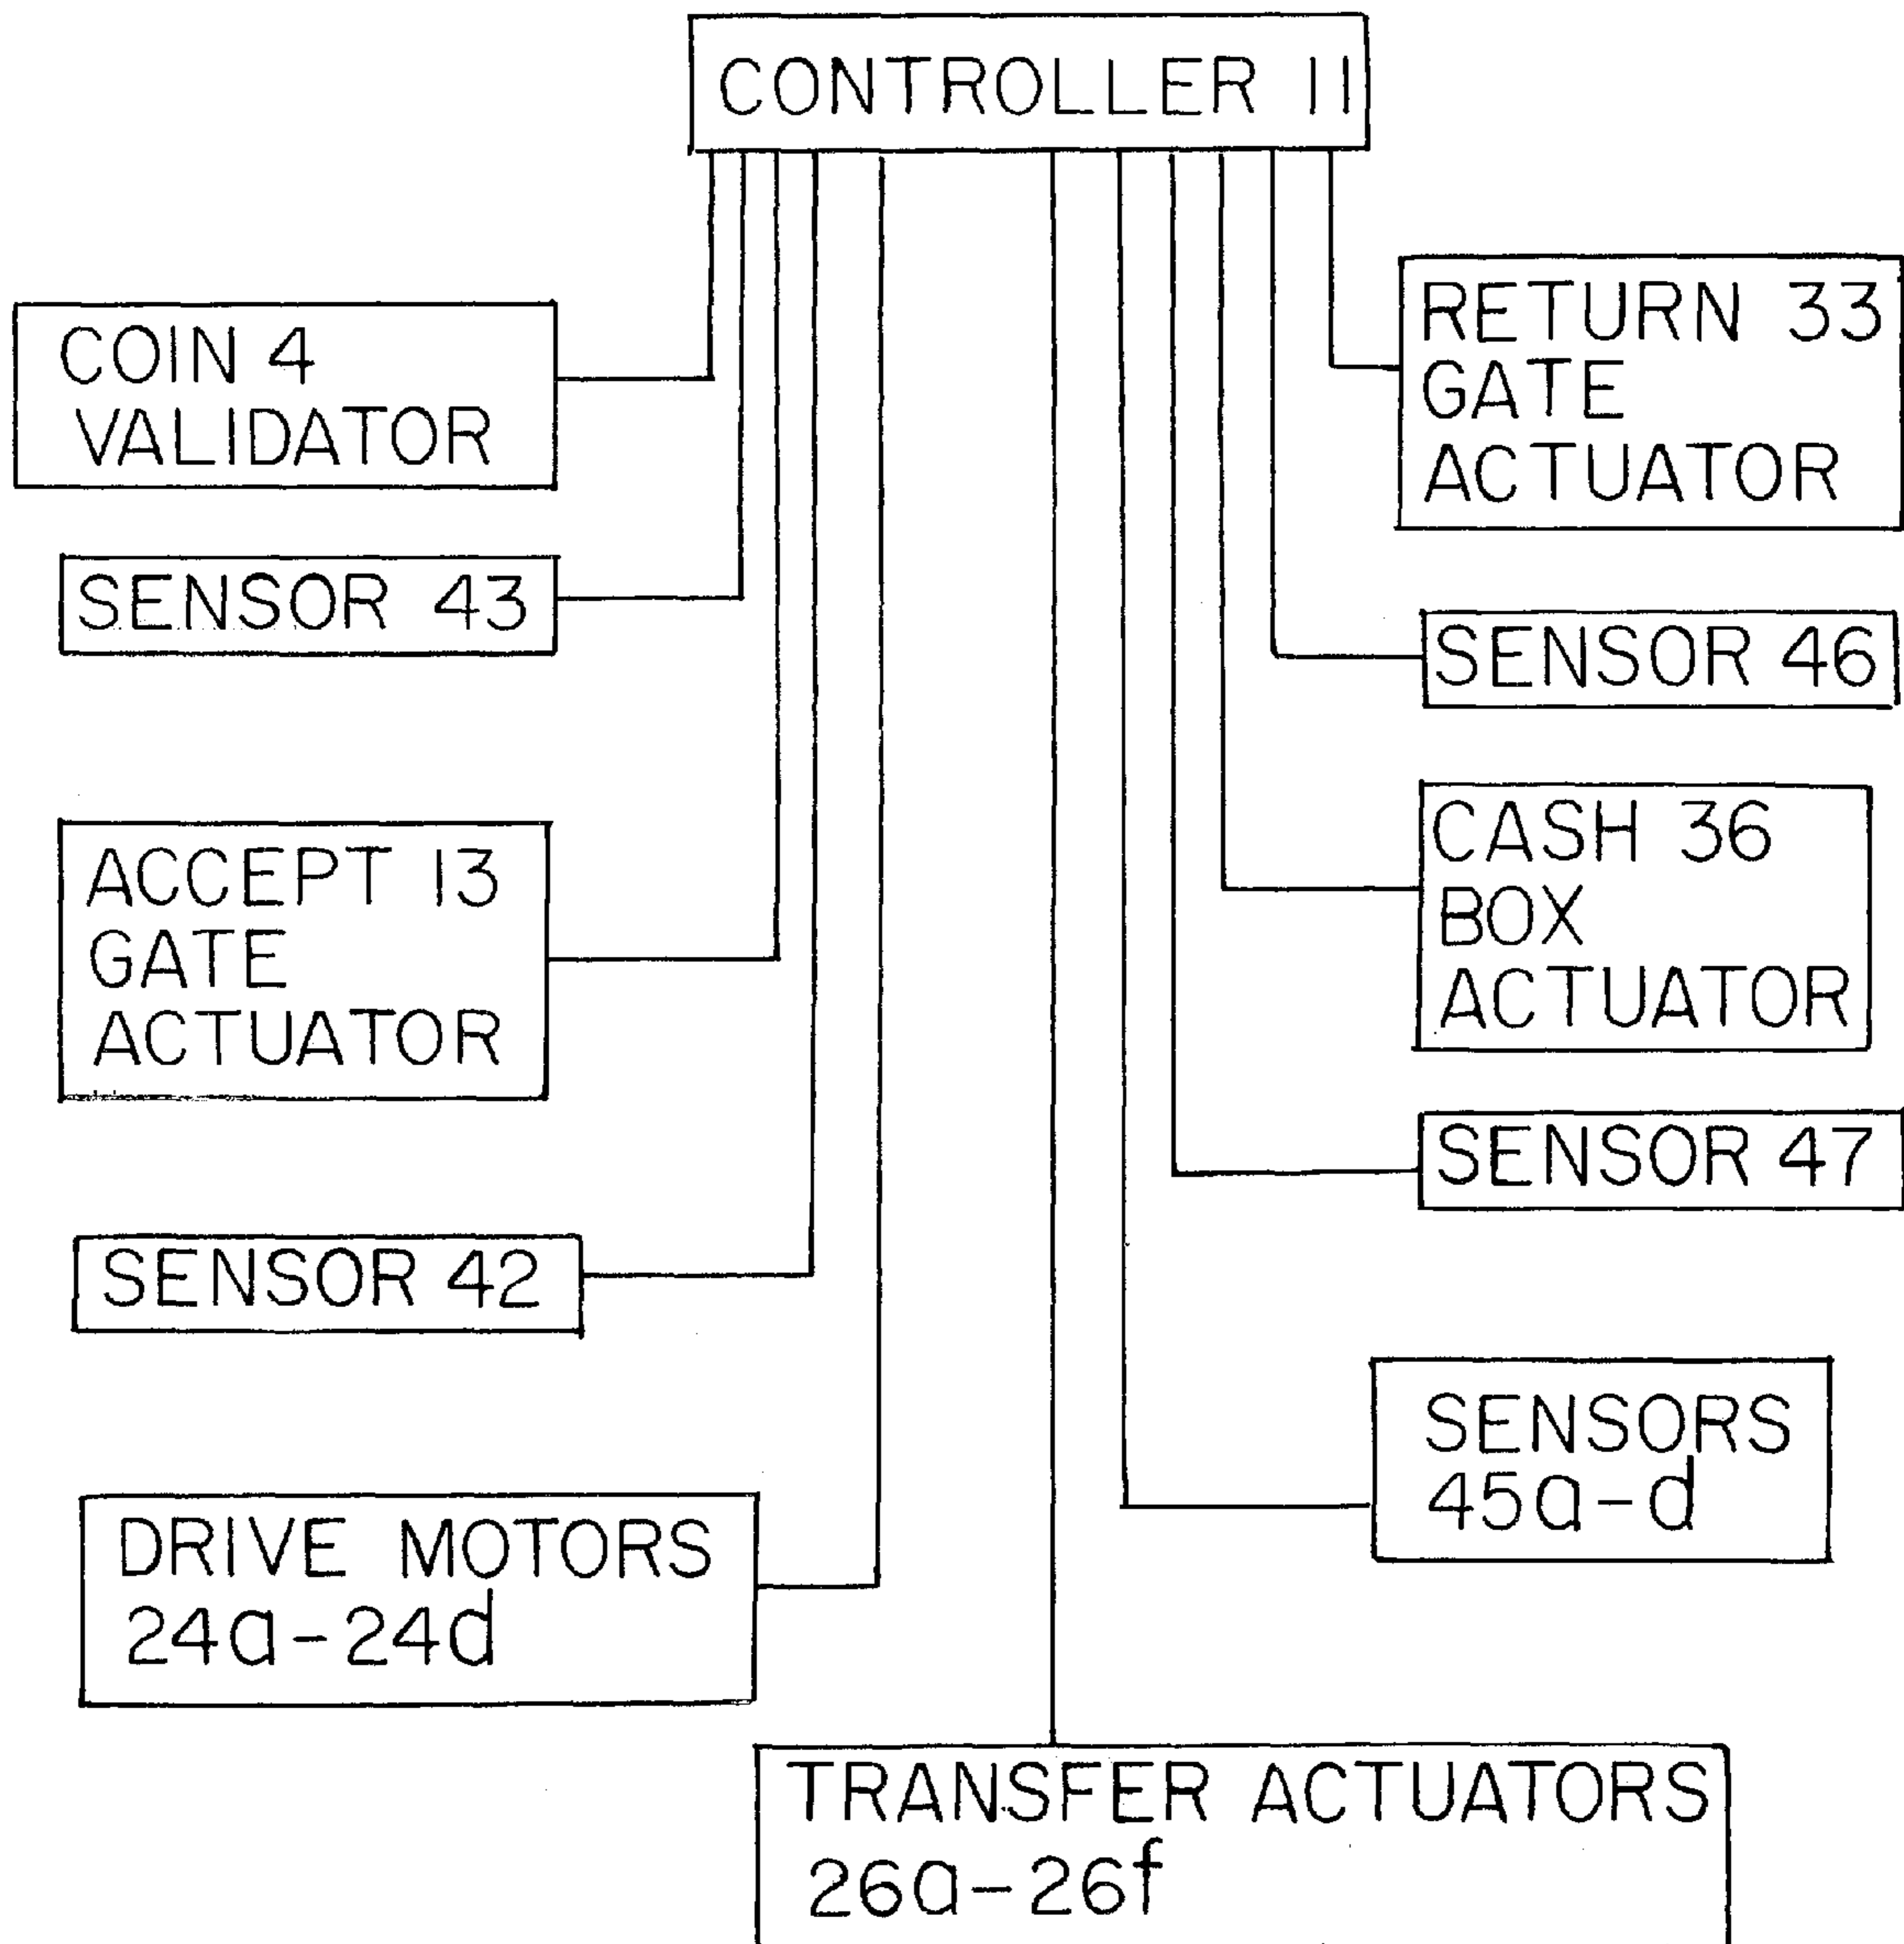 CONTROLLER 11
COIN 4
VALIDATOR
SENSOR 43
ACCEPT 13
GATE
ACTUATOR
SENSOR 42
DRIVE MOTORS
24a-24d
RETURN 33
GATE
ACTUATOR
SENSOR 46
CASH 36
BOX
ACTUATOR
SENSOR 47
SENSORS
45a-d
TRANSFER ACTUATORS
26a-26f